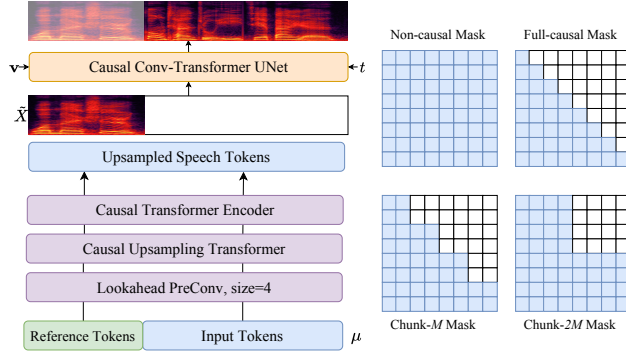 Non-causal Mask
Full-causal Mask
v
Causal Conv-Transformer UNet
t
X̃
Upsampled Speech Tokens
Causal Transformer Encoder
Causal Upsampling Transformer
Lookahead PreConv, size=4
Reference Tokens
Input Tokens
μ
Chunk-M Mask
Chunk-2M Mask